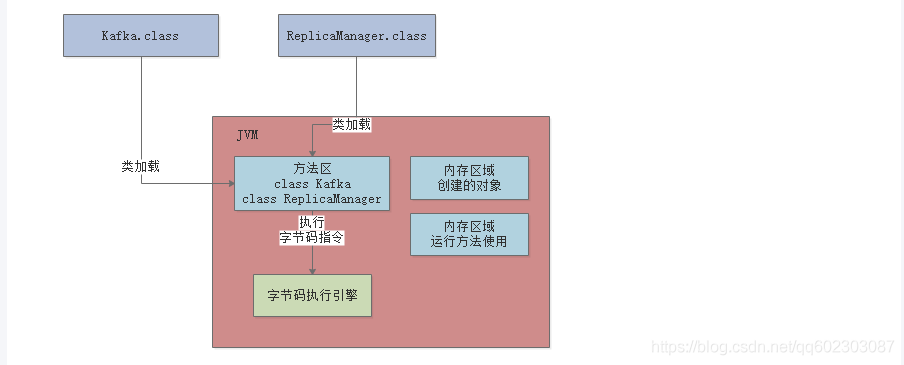 Kafka.class
ReplicaManager.class
JVM
类加载
类加载
方法区
class Kafka
class ReplicaManager
内存区域
创建的对象
执行
字节码指令
内存区域
运行方法使用
字节码执行引擎
https://blog.csdn.net/qq602303087